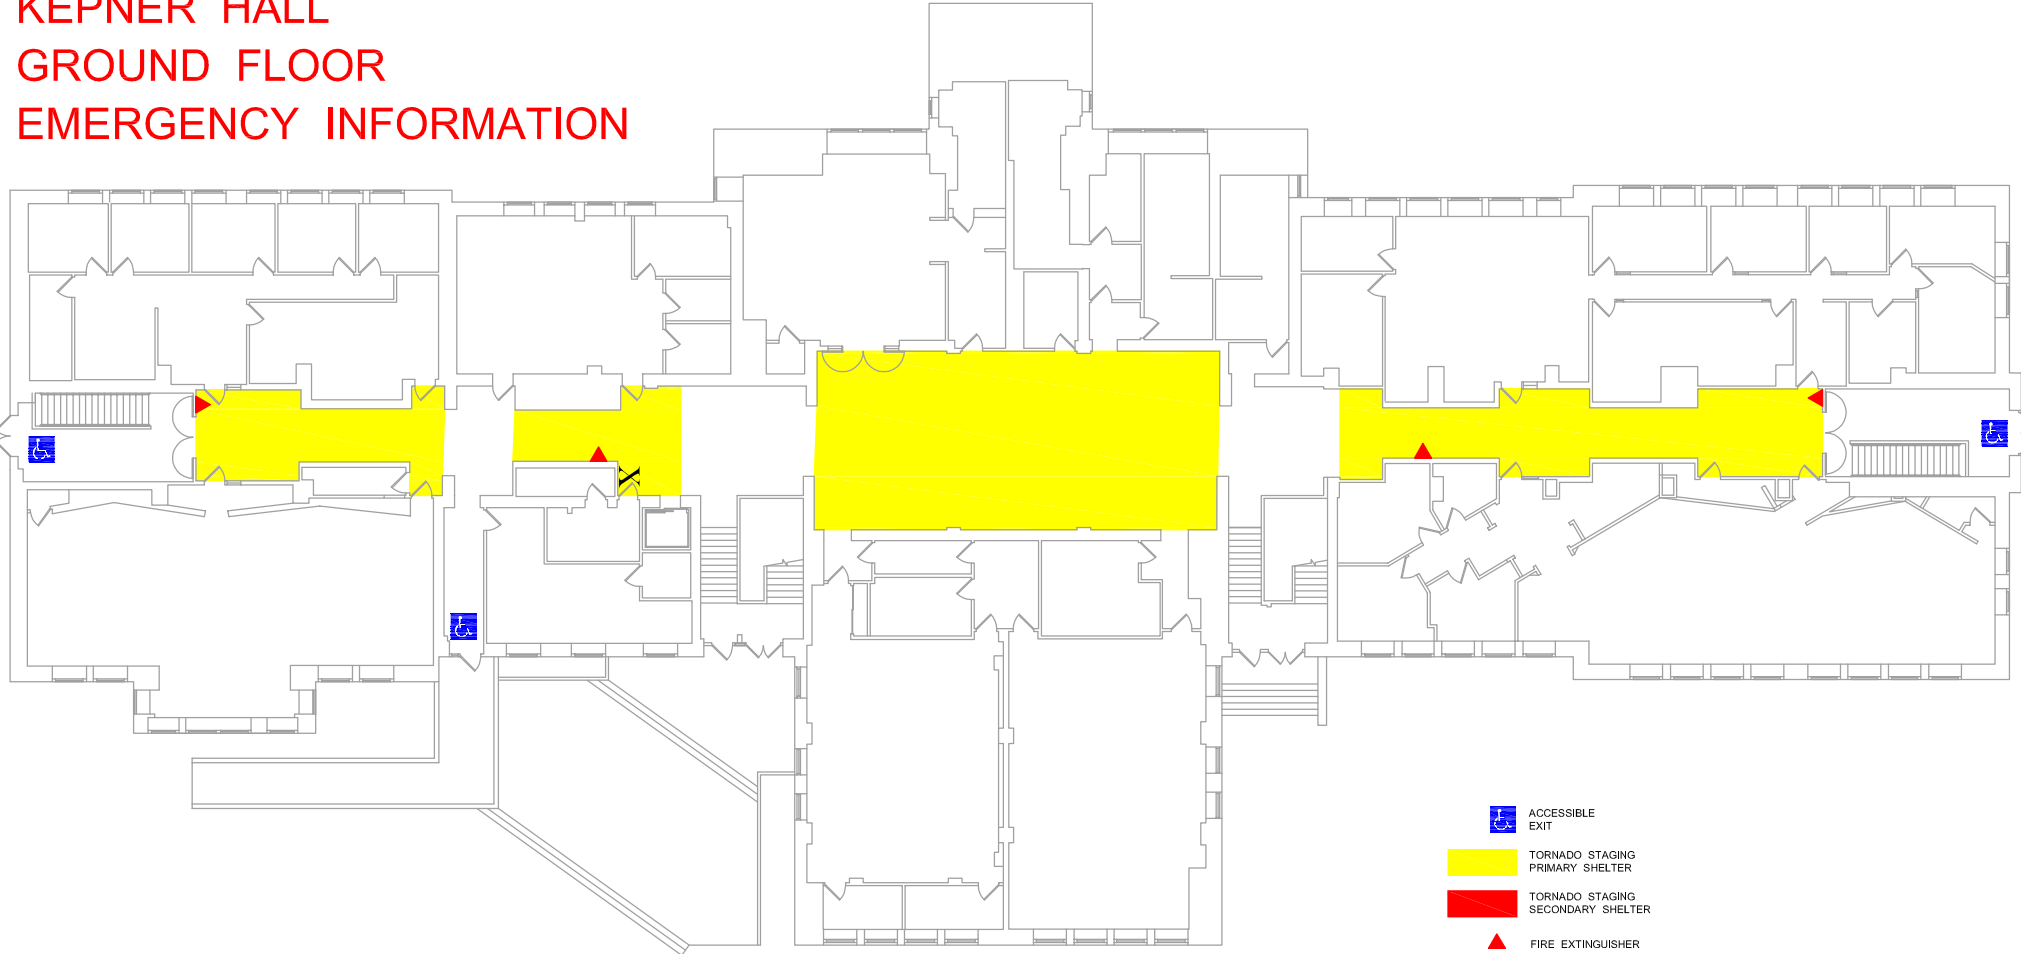 KEPNER HALL
GROUND FLOOR
EMERGENCY INFORMATION
X
ACCESSIBLE
EXIT
TORNADO STAGING
PRIMARY SHELTER
TORNADO STAGING
SECONDARY SHELTER
FIRE EXTINGUISHER